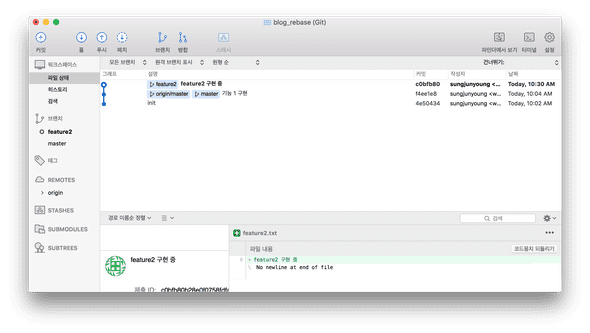 blog_rebase (Git)
커밋 풀 푸시 패치 브랜치 병합 스태시 파인더에서 보기 터미널 설정
워크스페이스
파일 상태
히스토리
검색
브랜치
feature2
master
태그
REMOTES
origin
STASHES
SUBMODULES
SUBTREES
모든 브랜치 원격 브랜치 표시 원형 순 건너뛰기:
그래프 설명 커밋 작성자 날짜
feature2 feature2 구현 중 c0bfb80 sungjunyoung <... Today, 10:30 AM
origin/master master 기능 1 구현 f4ee1e8 sungjunyoung <w... Today, 10:04 AM
init 4e50434 sungjunyoung <w... Today, 10:02 AM
경로 이름순 정렬 검색
feature2 구현 중
제출 ID: c0bfb80b28e0f0758fdf
feature2.txt
파일 내용 코드뭉치 되돌리기
+ feature2 구현 중
\ No newline at end of file